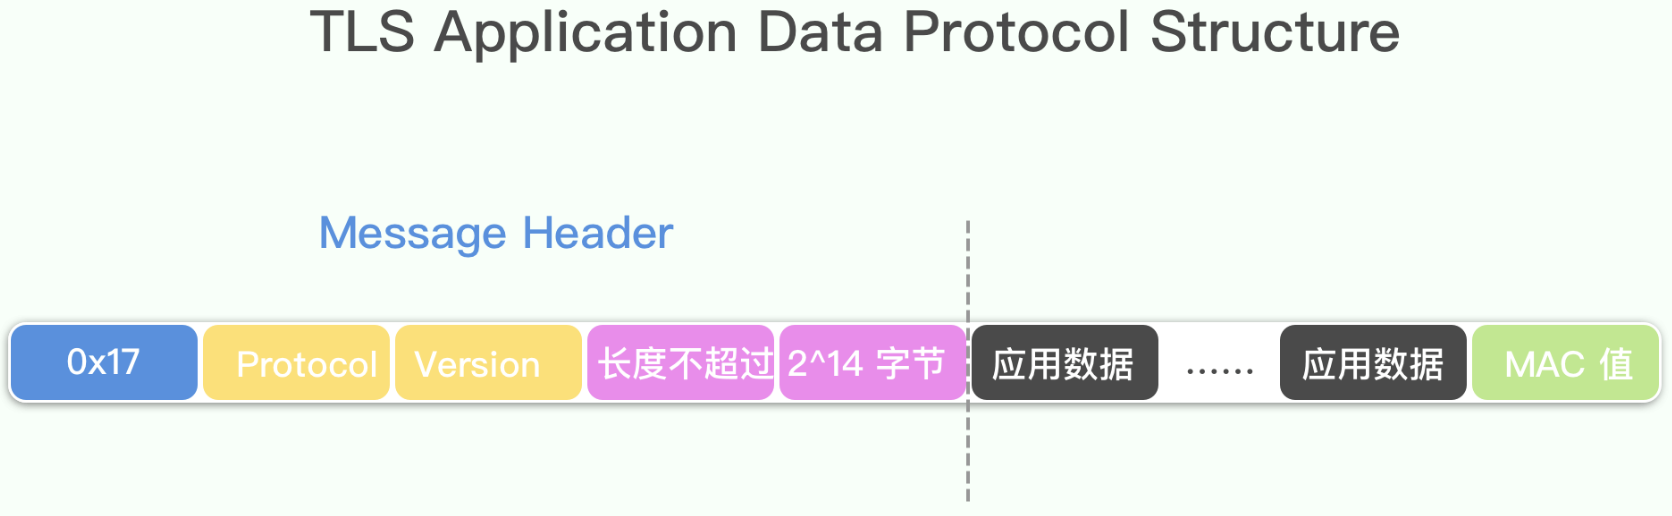 TLS Application Data Protocol Structure
Message Header
0x17 Protocol Version 长度不超过 2^14 字节 应用数据 …… 应用数据 MAC 值